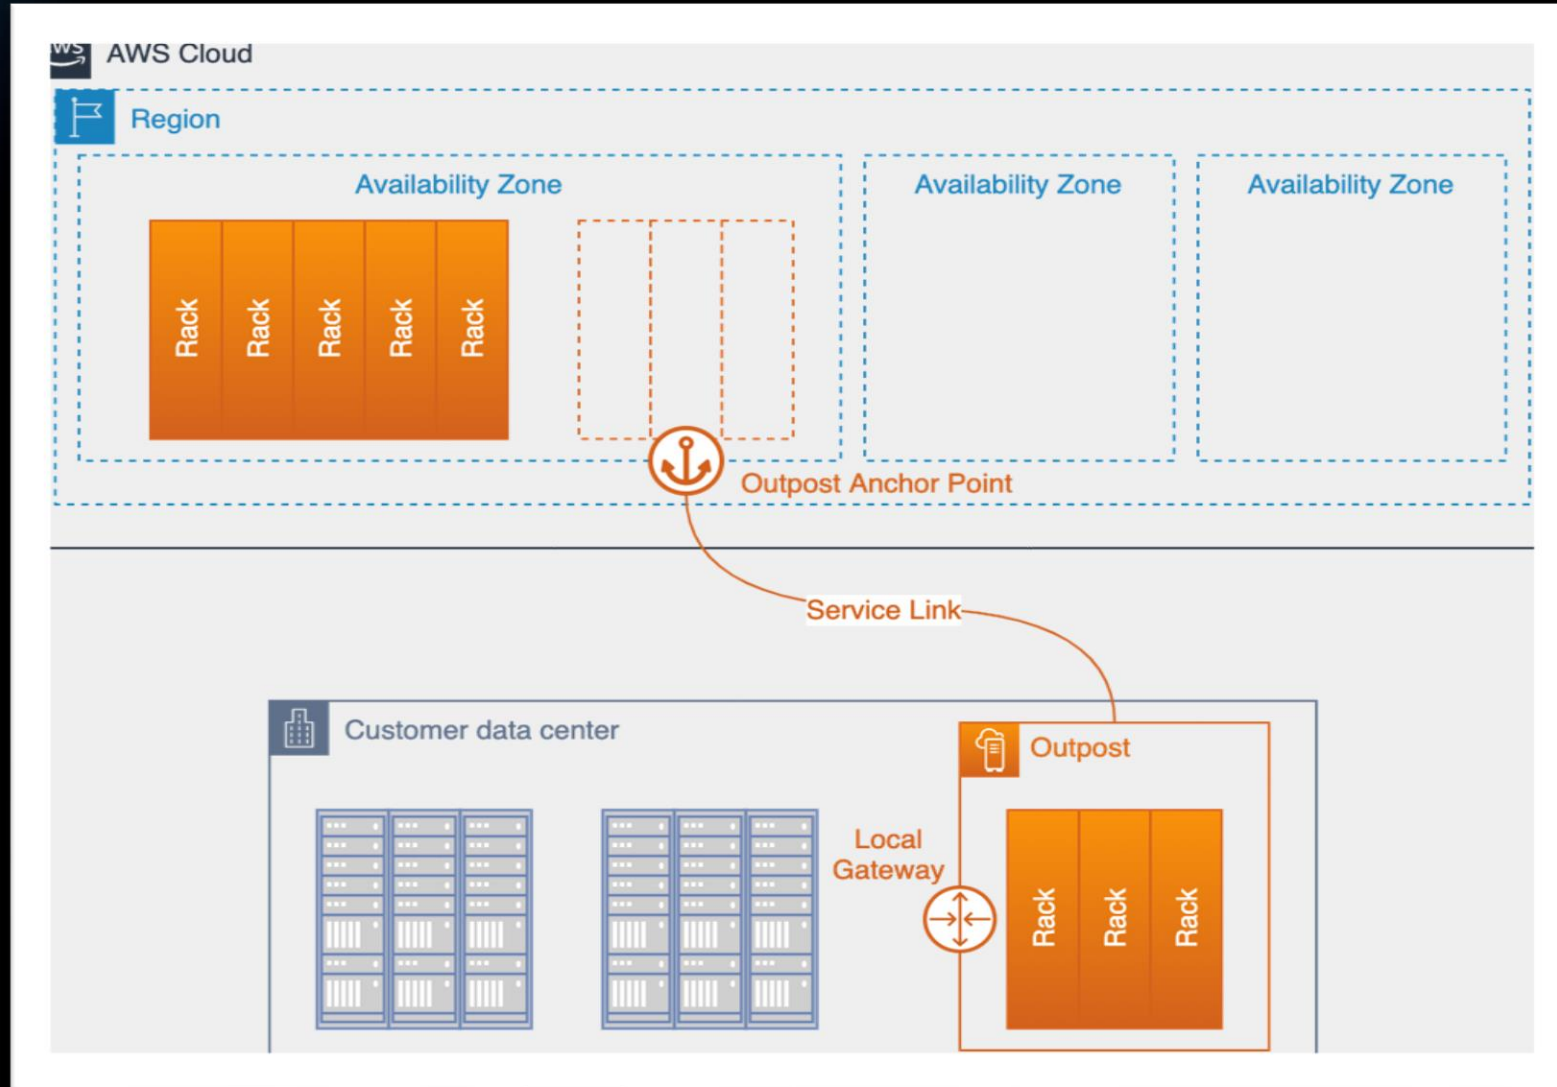 aws
AWS Cloud
Region
Availability Zone
Availability Zone
Availability Zone
Rack
Rack
Rack
Rack
Rack
Outpost Anchor Point
Service Link
Customer data center
Outpost
Local
Gateway
Rack
Rack
Rack